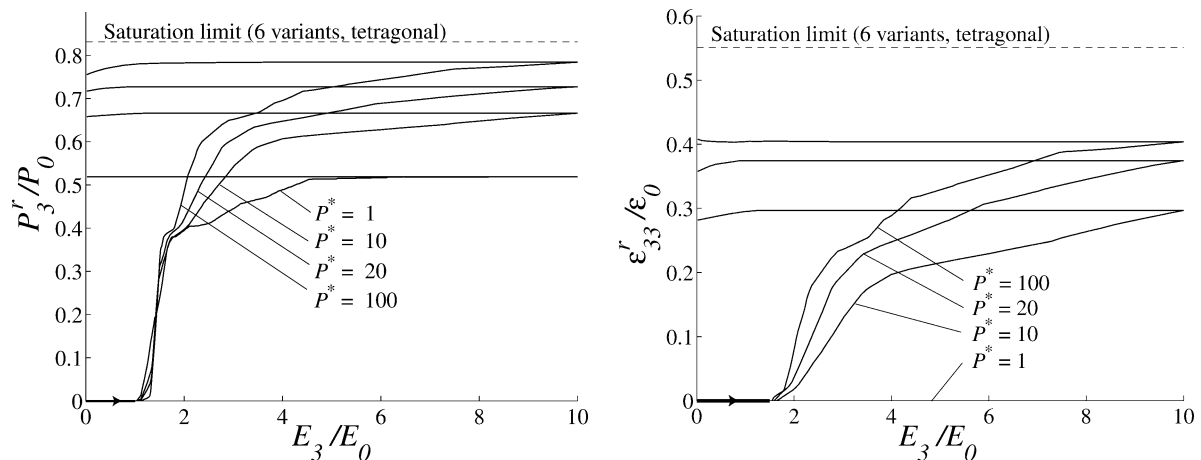 Saturation limit (6 variants, tetragonal)
0.8
0.7
0.6
0.5
0.4
0.3
0.2
0.1
0
P₃ʳ/P₀
P* = 1
P* = 10
P* = 20
P* = 100
0 2 4 6 8 10
E₃/E₀
0.6
Saturation limit (6 variants, tetragonal)
0.5
0.4
0.3
0.2
0.1
0
ε₃₃ʳ/ε₀
P* = 100
P* = 20
P* = 10
P* = 1
0 2 4 6 8 10
E₃/E₀